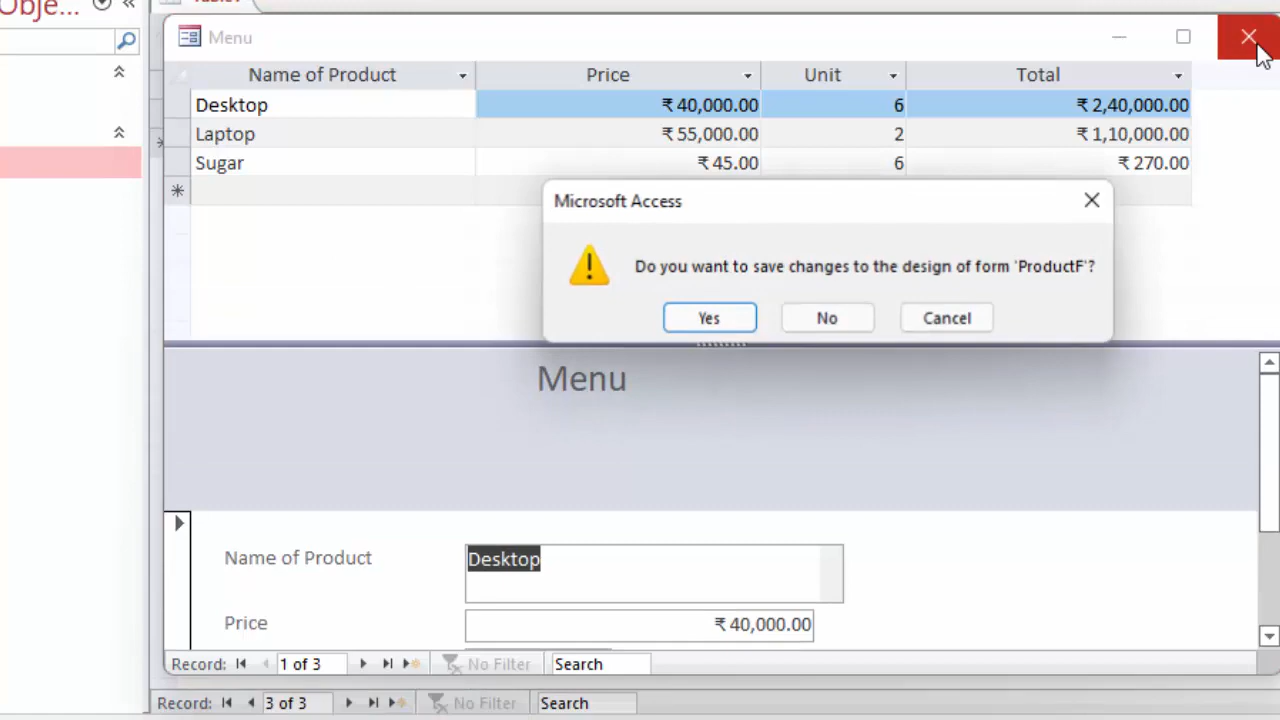 Obje...
Menu
Name of Product Price Unit Total
Desktop ₹ 40,000.00 6 ₹ 2,40,000.00
Laptop ₹ 55,000.00 2 ₹ 1,10,000.00
Sugar ₹ 45.00 6 ₹ 270.00
Microsoft Access
Do you want to save changes to the design of form 'ProductF'?
Yes No Cancel
Menu
Name of Product Desktop
Price ₹ 40,000.00
Record: 1 of 3 No Filter Search
Record: 3 of 3 No Filter Search